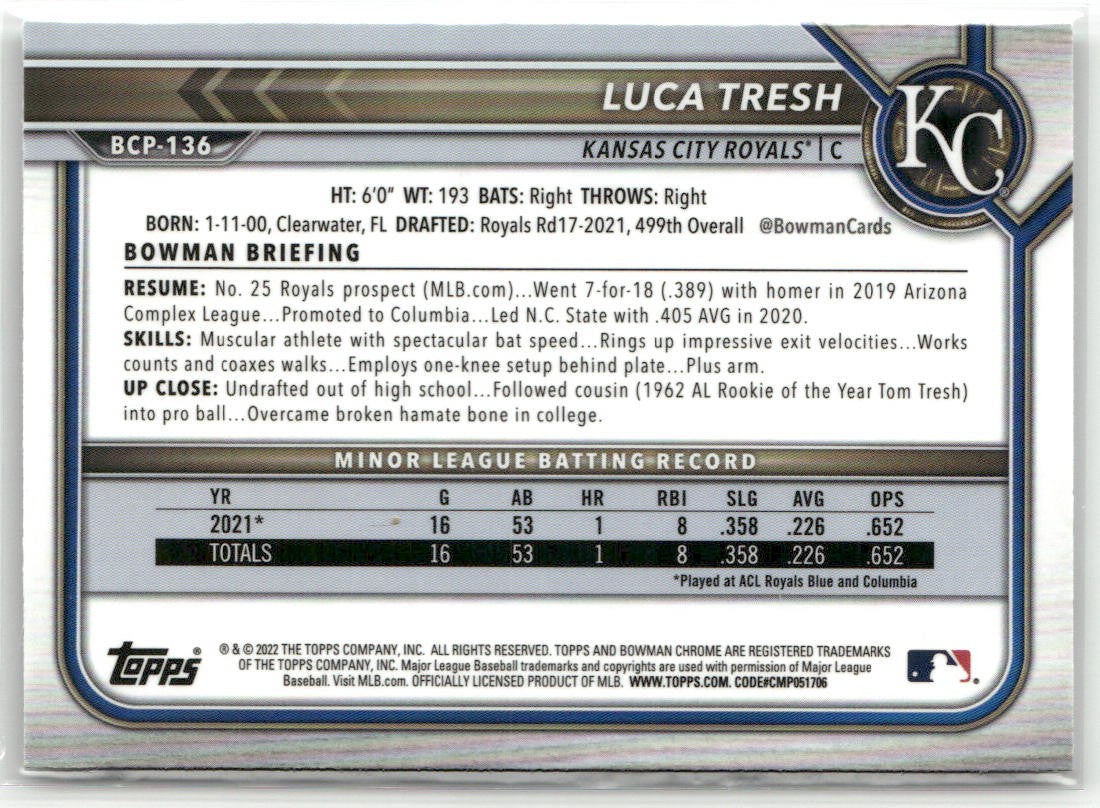 LUCA TRESH
KC®
BCP-136
KANSAS CITY ROYALS® | C
HT: 6'0" WT: 193 BATS: Right THROWS: Right
BORN: 1-11-00, Clearwater, FL DRAFTED: Royals Rd17-2021, 499th Overall @BowmanCards
BOWMAN BRIEFING
RESUME: No. 25 Royals prospect (MLB.com)...Went 7-for-18 (.389) with homer in 2019 Arizona
Complex League...Promoted to Columbia...Led N.C. State with .405 AVG in 2020.
SKILLS: Muscular athlete with spectacular bat speed...Rings up impressive exit velocities...Works
counts and coaxes walks...Employs one-knee setup behind plate...Plus arm.
UP CLOSE: Undrafted out of high school...Followed cousin (1962 AL Rookie of the Year Tom Tresh)
into pro ball...Overcame broken hamate bone in college.
MINOR LEAGUE BATTING RECORD
YR G AB HR RBI SLG AVG OPS
2021* 16 53 1 8 .358 .226 .652
TOTALS 16 53 1 8 .358 .226 .652
*Played at ACL Royals Blue and Columbia
Topps®
® & © 2022 THE TOPPS COMPANY, INC. ALL RIGHTS RESERVED. TOPPS AND BOWMAN CHROME ARE REGISTERED TRADEMARKS
OF THE TOPPS COMPANY, INC. Major League Baseball trademarks and copyrights are used with permission of Major League
Baseball. Visit MLB.com. OFFICIALLY LICENSED PRODUCT OF MLB. WWW.TOPPS.COM. CODE#CMP051706